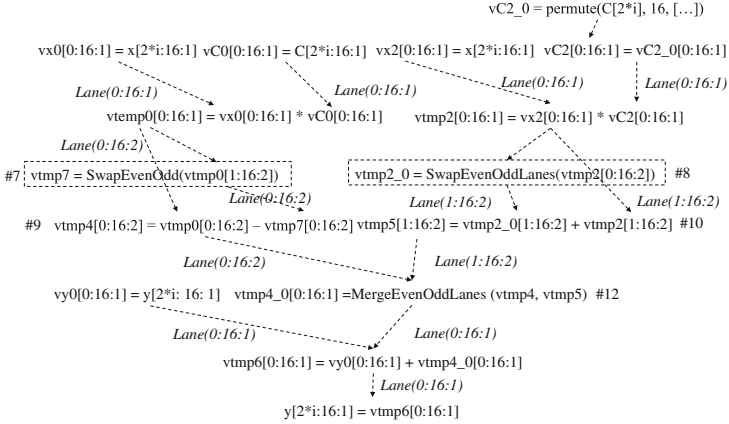 vC2_0 = permute(C[2*i], 16, […])
vx0[0:16:1] = x[2*i:16:1] vC0[0:16:1] = C[2*i:16:1] vx2[0:16:1] = x[2*i:16:1] vC2[0:16:1] = vC2_0[0:16:1]
Lane(0:16:1) Lane(0:16:1) Lane(0:16:1) Lane(0:16:1)
vtemp0[0:16:1] = vx0[0:16:1] * vC0[0:16:1] vtmp2[0:16:1] = vx2[0:16:1] * vC2[0:16:1]
Lane(0:16:2)
#7 vtmp7 = SwapEvenOdd(vtmp0[1:16:2]) vtmp2_0 = SwapEvenOddLanes(vtmp2[0:16:2]) #8
Lane(0:16:2) Lane(1:16:2) Lane(1:16:2)
#9 vtmp4[0:16:2] = vtmp0[0:16:2] – vtmp7[0:16:2] vtmp5[1:16:2] = vtmp2_0[1:16:2] + vtmp2[1:16:2] #10
Lane(0:16:2) Lane(1:16:2)
vy0[0:16:1] = y[2*i: 16: 1] vtmp4_0[0:16:1] =MergeEvenOddLanes (vtmp4, vtmp5) #12
Lane(0:16:1) Lane(0:16:1)
vtmp6[0:16:1] = vy0[0:16:1] + vtmp4_0[0:16:1]
Lane(0:16:1)
y[2*i:16:1] = vtmp6[0:16:1]